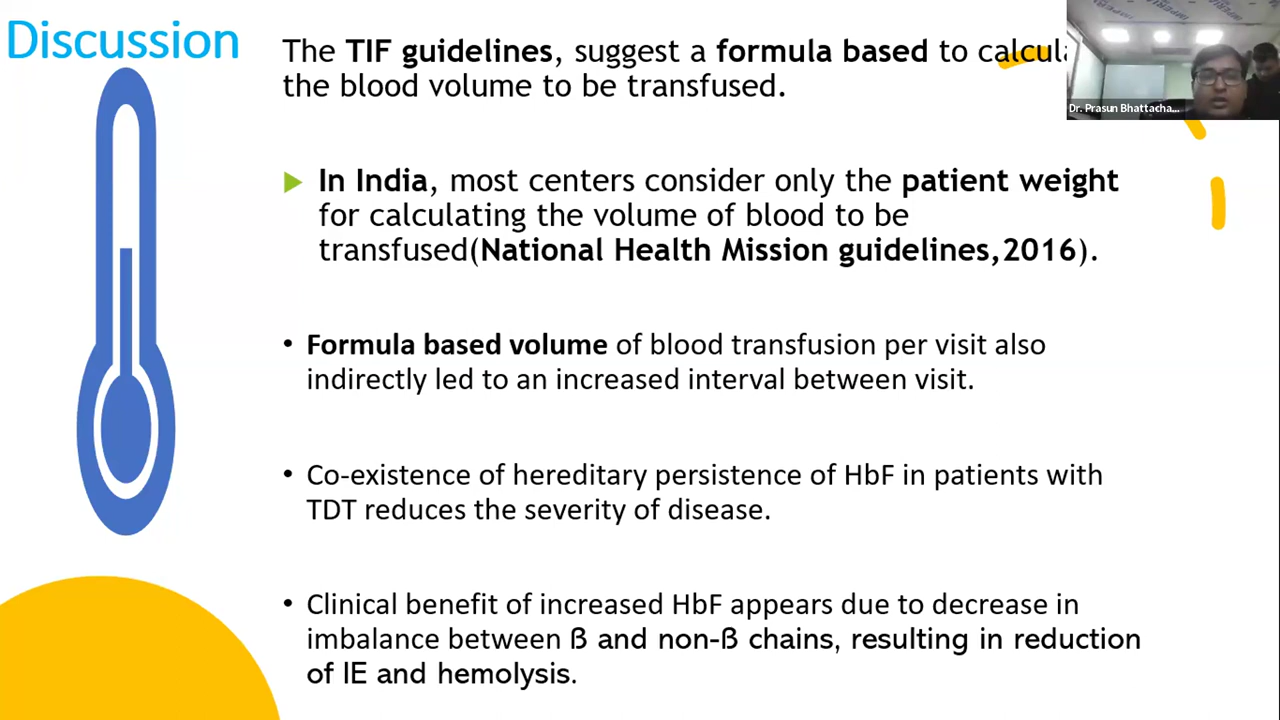 Discussion
The TIF guidelines, suggest a formula based to
the blood volume to be transfused.
In India, most centers consider only the patient weight
for calculating the volume of blood to be
transfused(National Health Mission guidelines,2016).
• Formula based volume of blood transfusion per visit also
indirectly led to an increased interval between visit.
• Co-existence of hereditary persistence of HbF in patients with
TDT reduces the severity of disease.
• Clinical benefit of increased HbF appears due to decrease in
imbalance between ß and non-ß chains, resulting in reduction
of IE and hemolysis.
Dr. Prasun Bhattacha...